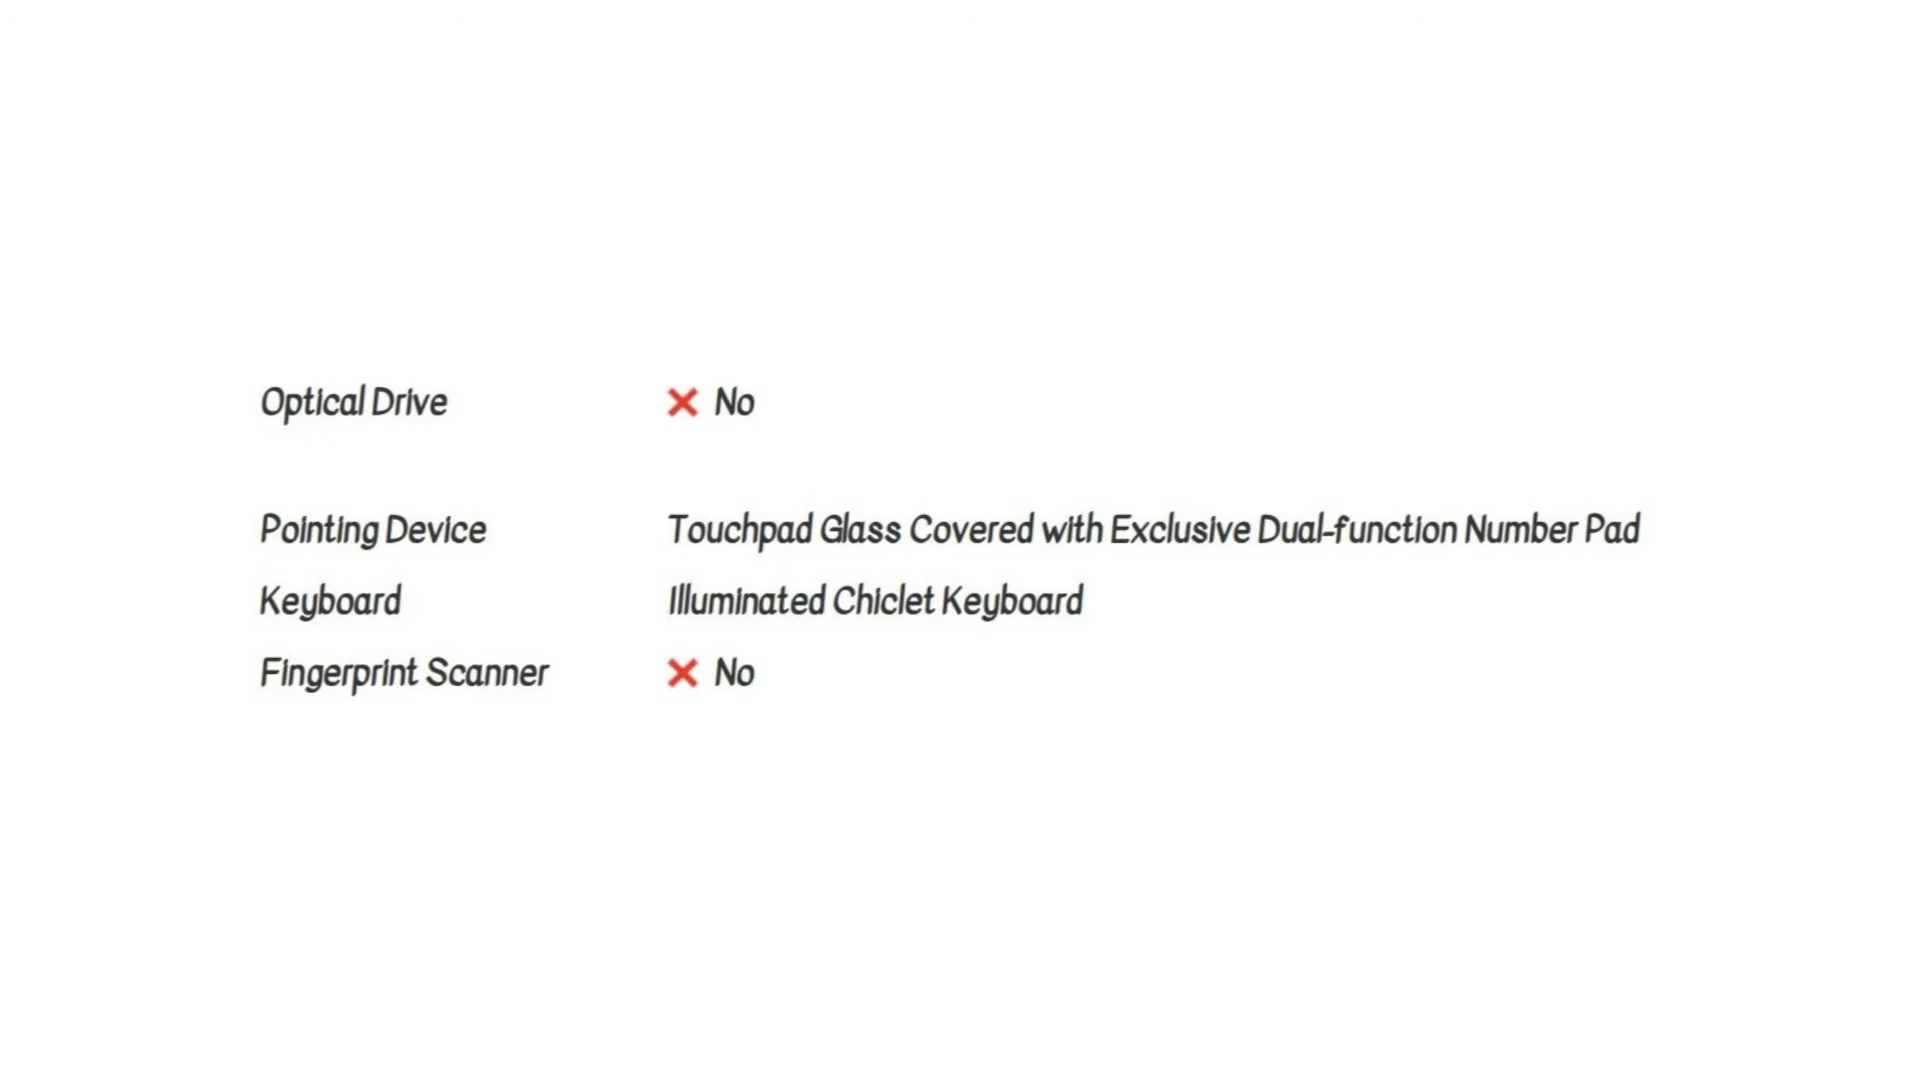 Optical Drive ❌ No
Pointing Device Touchpad Glass Covered with Exclusive Dual-function Number Pad
Keyboard Illuminated Chiclet Keyboard
Fingerprint Scanner ❌ No